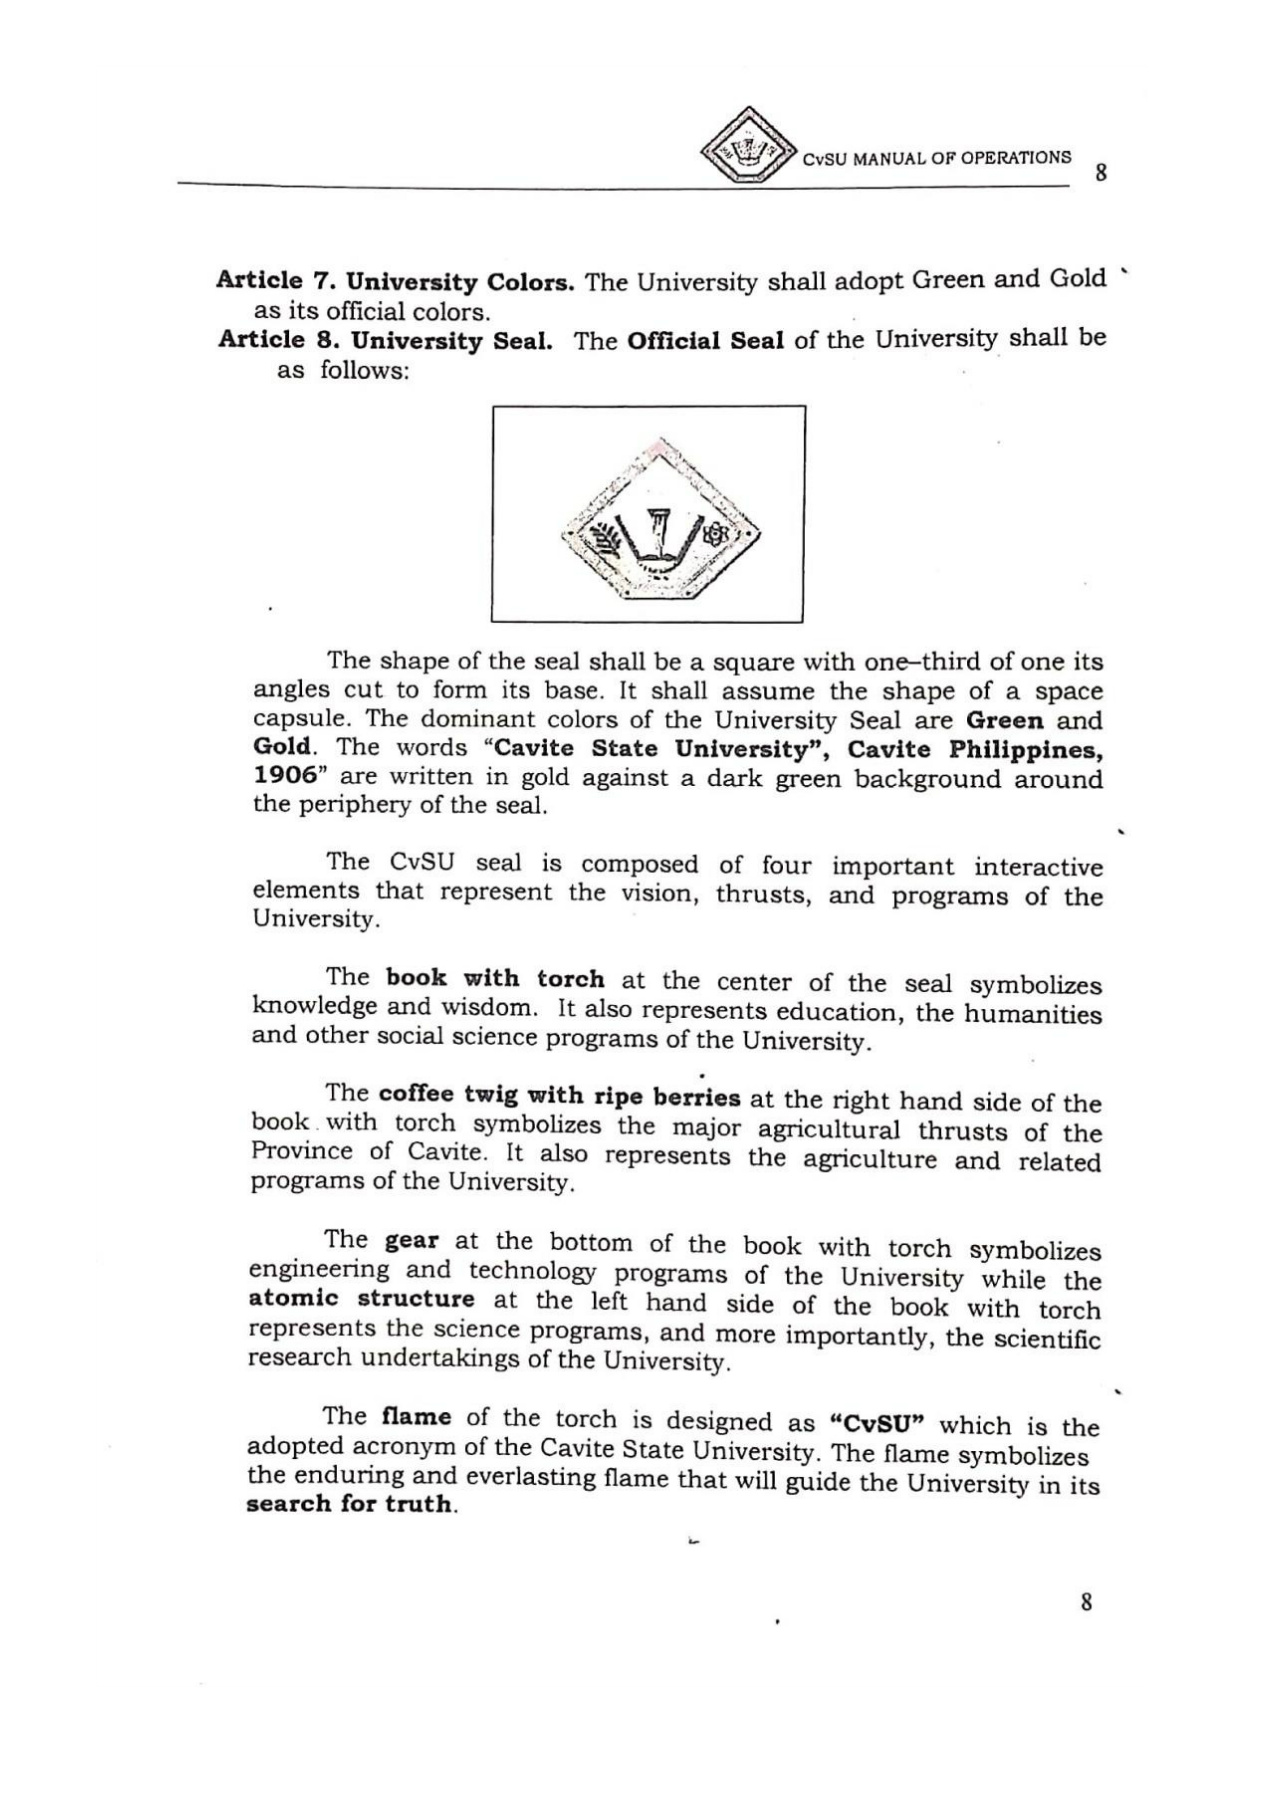 CvSU MANUAL OF OPERATIONS 8
Article 7. University Colors. The University shall adopt Green and Gold
as its official colors.
Article 8. University Seal. The Official Seal of the University shall be
as follows:
The shape of the seal shall be a square with one–third of one its
angles cut to form its base. It shall assume the shape of a space
capsule. The dominant colors of the University Seal are Green and
Gold. The words “Cavite State University”, Cavite Philippines,
1906” are written in gold against a dark green background around
the periphery of the seal.
The CvSU seal is composed of four important interactive
elements that represent the vision, thrusts, and programs of the
University.
The book with torch at the center of the seal symbolizes
knowledge and wisdom. It also represents education, the humanities
and other social science programs of the University.
The coffee twig with ripe berries at the right hand side of the
book with torch symbolizes the major agricultural thrusts of the
Province of Cavite. It also represents the agriculture and related
programs of the University.
The gear at the bottom of the book with torch symbolizes
engineering and technology programs of the University while the
atomic structure at the left hand side of the book with torch
represents the science programs, and more importantly, the scientific
research undertakings of the University.
The flame of the torch is designed as “CvSU” which is the
adopted acronym of the Cavite State University. The flame symbolizes
the enduring and everlasting flame that will guide the University in its
search for truth.
8